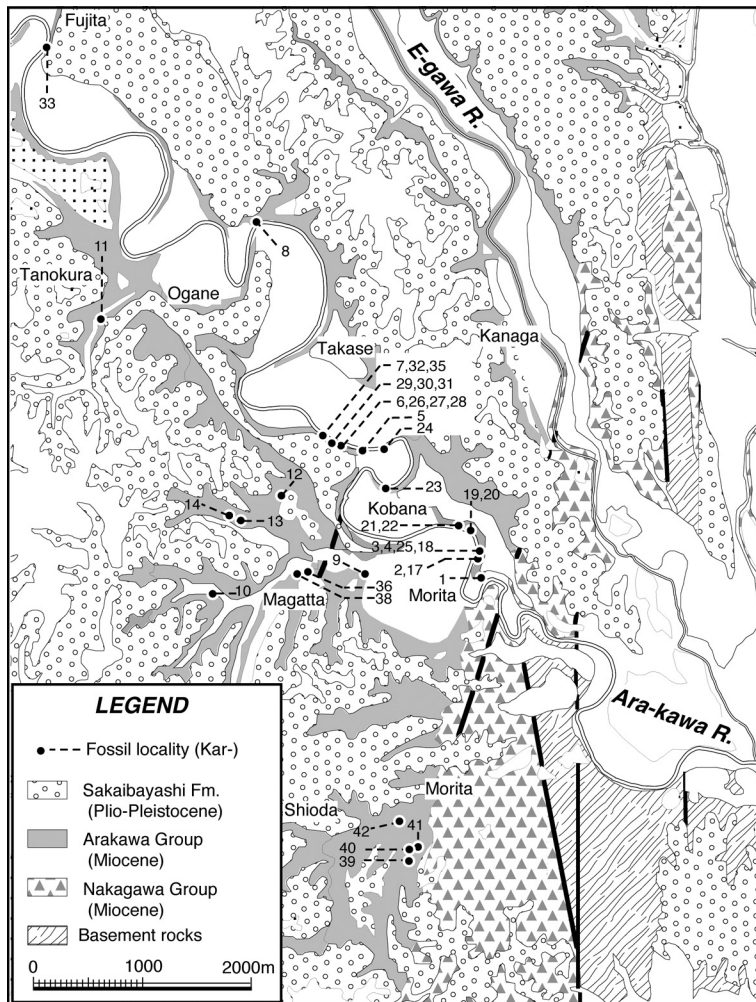 Fujita
33
E-gawa R.
11
8
Tanokura
Ogane
Takase
Kanaga
7,32,35
29,30,31
6,26,27,28
5
24
12
14
13
23
Kobana
19,20
21,22
3,4,25,18
9
2,17
1
10
36
38
Magatta
Morita
Ara-kawa R.
LEGEND
Fossil locality (Kar-)
Sakaibayashi Fm.
(Plio-Pleistocene)
Arakawa Group
(Miocene)
Nakagawa Group
(Miocene)
Basement rocks
0 1000 2000m
Morita
Shioda
42
41
40
39